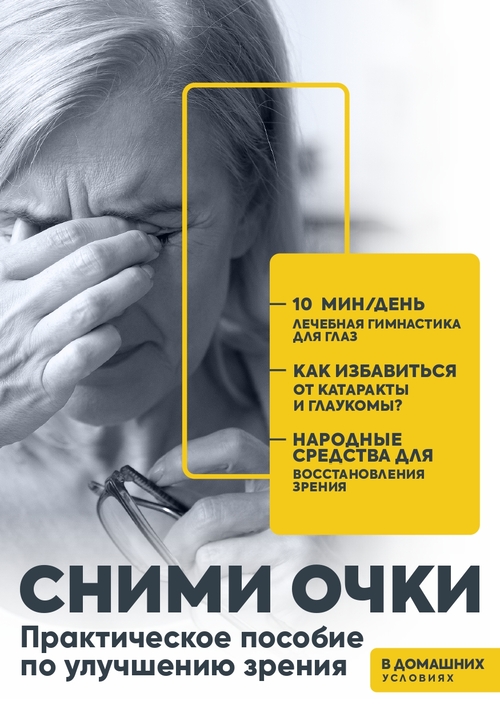 10 МИН/ДЕНЬ
ЛЕЧЕБНАЯ ГИМНАСТИКА
ДЛЯ ГЛАЗ
КАК ИЗБАВИТЬСЯ
ОТ КАТАРАКТЫ
И ГЛАУКОМЫ?
НАРОДНЫЕ
СРЕДСТВА ДЛЯ
ВОССТАНОВЛЕНИЯ
ЗРЕНИЯ
СНИМИ ОЧКИ
Практическое пособие
по улучшению зрения
В ДОМАШНИХ
УСЛОВИЯХ